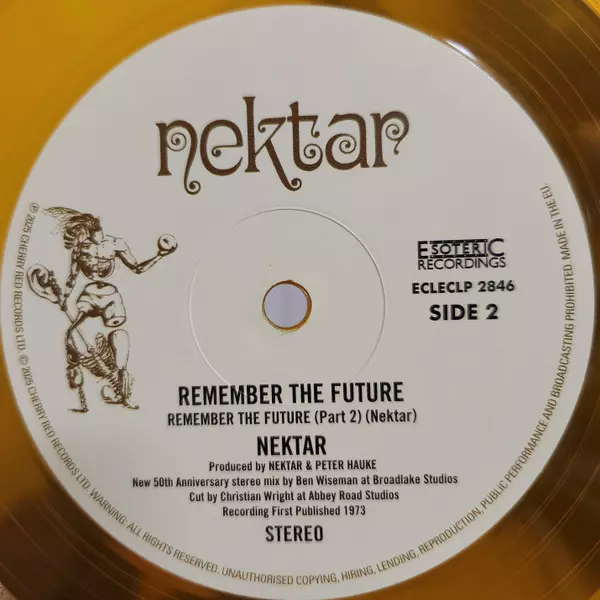 nektar
ESOTERIC
RECORDINGS
ECLECLP 2846
SIDE 2
REMEMBER THE FUTURE
REMEMBER THE FUTURE (Part 2) (Nektar)
NEKTAR
Produced by NEKTAR & PETER HAUKE
New 50th Anniversary stereo mix by Ben Wiseman at Broadlake Studios
Cut by Christian Wright at Abbey Road Studios
Recording First Published 1973
STEREO
℗ 2025 CHERRY RED RECORDS LTD. © 2025 CHERRY RED RECORDS LTD. WARNING. ALL RIGHTS RESERVED. UNAUTHORISED COPYING, HIRING, LENDING, REPRODUCTION, PUBLIC PERFORMANCE AND BROADCASTING PROHIBITED. MADE IN THE EU.